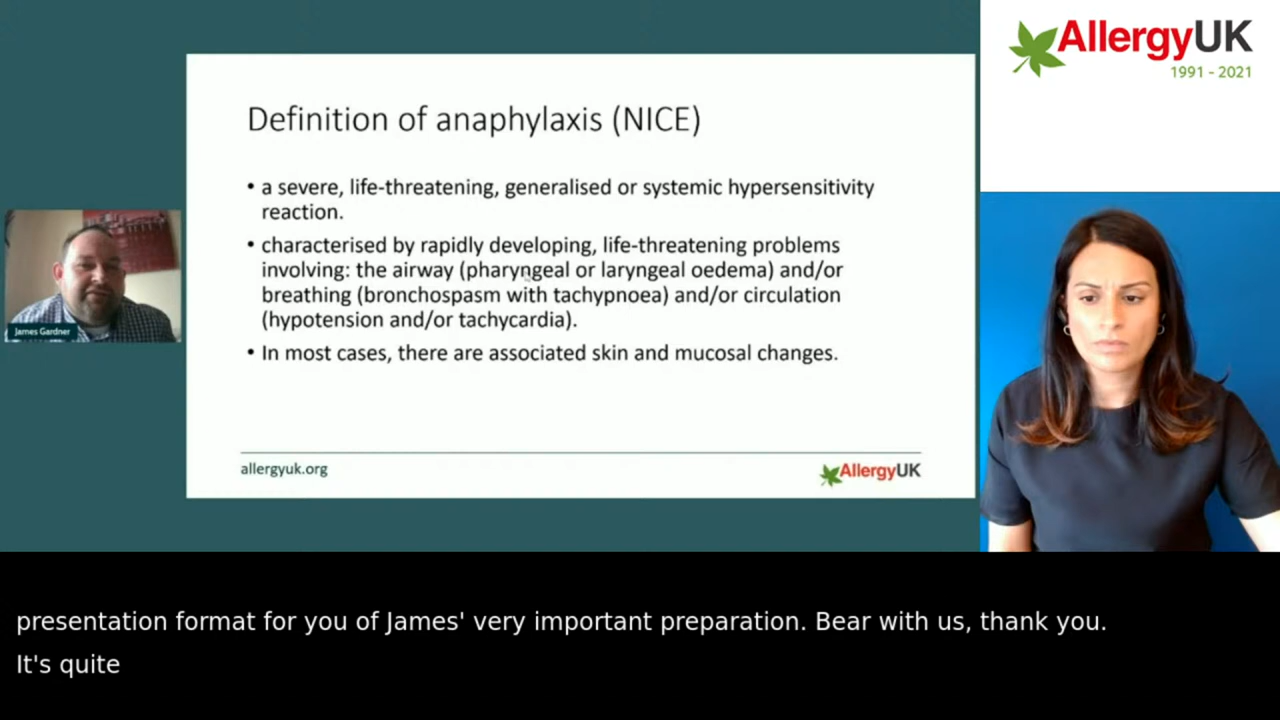 AllergyUK
1991 - 2021
Definition of anaphylaxis (NICE)
• a severe, life-threatening, generalised or systemic hypersensitivity
reaction.
• characterised by rapidly developing, life-threatening problems
involving: the airway (pharyngeal or laryngeal oedema) and/or
breathing (bronchospasm with tachypnoea) and/or circulation
(hypotension and/or tachycardia).
• In most cases, there are associated skin and mucosal changes.
James Gardner
allergyuk.org
AllergyUK
presentation format for you of James' very important preparation. Bear with us, thank you.
It's quite